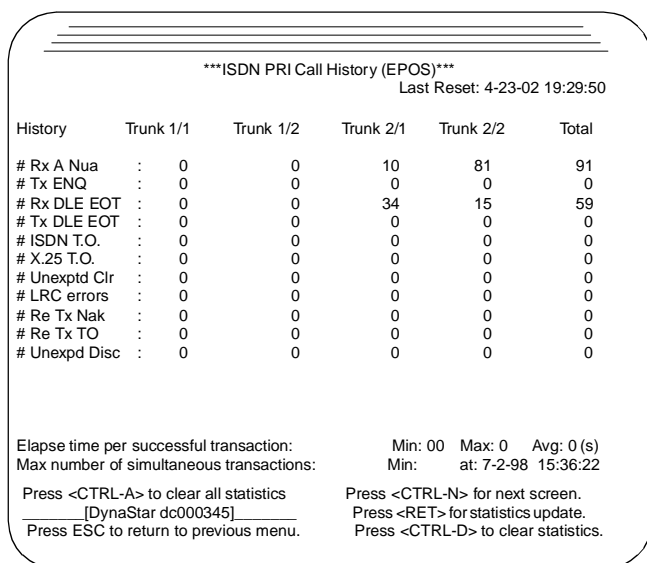 ***ISDN PRI Call History (EPOS)***
Last Reset: 4-23-02 19:29:50
History Trunk 1/1 Trunk 1/2 Trunk 2/1 Trunk 2/2 Total
# Rx A Nua : 0 0 10 81 91
# Tx ENQ : 0 0 0 0 0
# Rx DLE EOT : 0 0 34 15 59
# Tx DLE EOT : 0 0 0 0 0
# ISDN T.O. : 0 0 0 0 0
# X.25 T.O. : 0 0 0 0 0
# Unexptd Clr : 0 0 0 0 0
# LRC errors : 0 0 0 0 0
# Re Tx Nak : 0 0 0 0 0
# Re Tx TO : 0 0 0 0 0
# Unexpd Disc : 0 0 0 0 0
Elapse time per successful transaction: Min: 00 Max: 0 Avg: 0 (s)
Max number of simultaneous transactions: Min: at: 7-2-98 15:36:22
Press <CTRL-A> to clear all statistics Press <CTRL-N> for next screen.
_______[DynaStar dc000345]_______ Press <RET> for statistics update.
Press ESC to return to previous menu. Press <CTRL-D> to clear statistics.